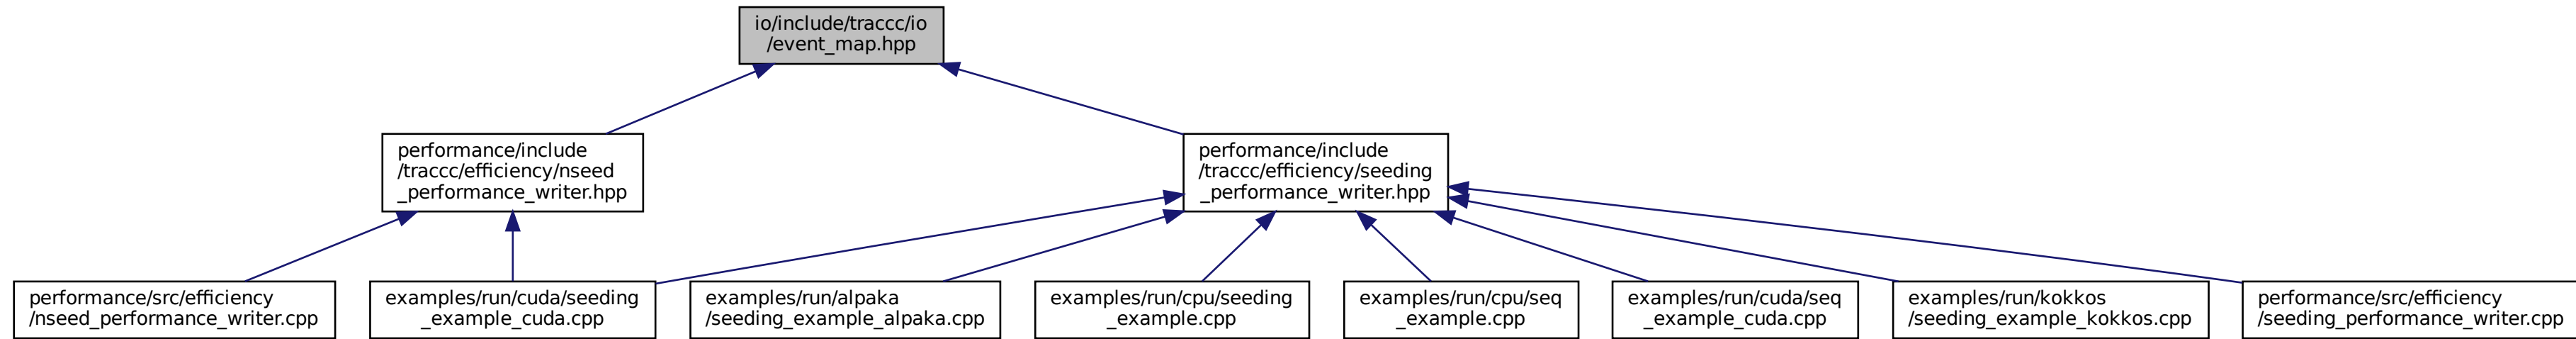 io/include/traccc/io
/event_map.hpp
performance/include
/traccc/efficiency/nseed
_performance_writer.hpp
performance/include
/traccc/efficiency/seeding
_performance_writer.hpp
performance/src/efficiency
/nseed_performance_writer.cpp
examples/run/cuda/seeding
_example_cuda.cpp
examples/run/alpaka
/seeding_example_alpaka.cpp
examples/run/cpu/seeding
_example.cpp
examples/run/cpu/seq
_example.cpp
examples/run/cuda/seq
_example_cuda.cpp
examples/run/kokkos
/seeding_example_kokkos.cpp
performance/src/efficiency
/seeding_performance_writer.cpp